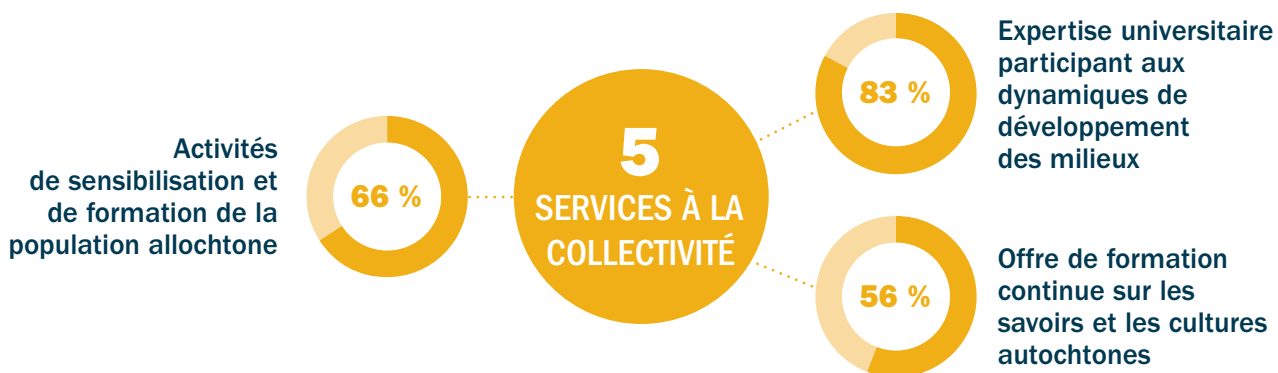 Activités
de sensibilisation et
de formation de la
population allochtone
66 %
5
SERVICES À LA
COLLECTIVITÉ
83 %
Expertise universitaire
participant aux
dynamiques de
développement
des milieux
56 %
Offre de formation
continue sur les
savoirs et les cultures
autochtones